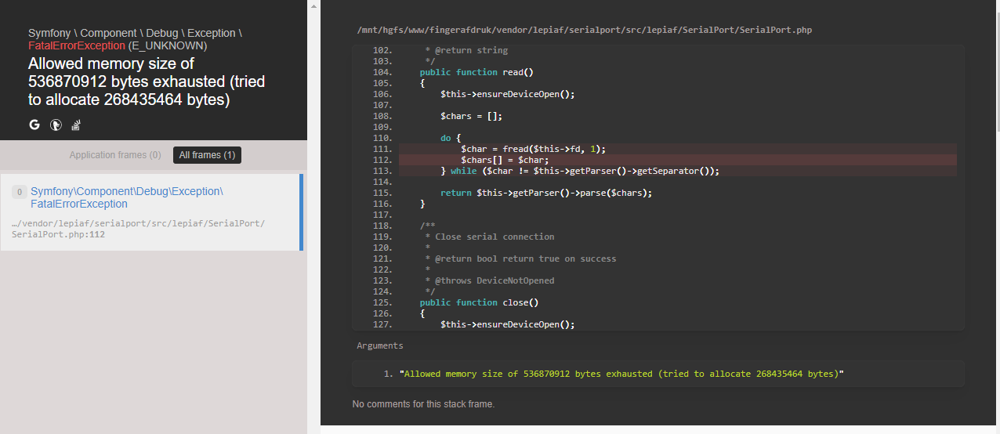 Symfony \ Component \ Debug \ Exception \
FatalErrorException (E_UNKNOWN)
Allowed memory size of
536870912 bytes exhausted (tried
to allocate 268435464 bytes)
Application frames (0) All frames (1)
0 Symfony\Component\Debug\Exception\
FatalErrorException
…/vendor/lepiaf/serialport/src/lepiaf/SerialPort/
SerialPort.php:112
/mnt/hgfs/www/fingerafdruk/vendor/lepiaf/serialport/src/lepiaf/SerialPort/SerialPort.php
102.      * @return string
103.      */
104.     public function read()
105.     {
106.         $this->ensureDeviceOpen();
107.
108.         $chars = [];
109.
110.         do {
111.             $char = fread($this->fd, 1);
112.             $chars[] = $char;
113.         } while ($char != $this->getParser()->getSeparator());
114.
115.         return $this->getParser()->parse($chars);
116.     }
117.
118.     /**
119.      * Close serial connection
120.      *
121.      * @return bool return true on success
122.      *
123.      * @throws DeviceNotOpened
124.      */
125.     public function close()
126.     {
127.         $this->ensureDeviceOpen();
Arguments
1. "Allowed memory size of 536870912 bytes exhausted (tried to allocate 268435464 bytes)"
No comments for this stack frame.